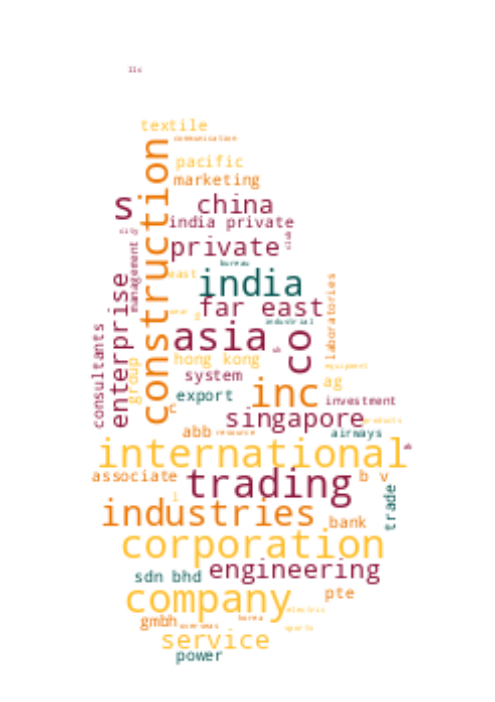 llc
textile
communication
construction
pacific
marketing
s
china
india private
city
club
private
management
bureau
east
india
enterprise
far east
laboratories
industrial
asia
co
consultants
hong kong
equipment
group
system
ag
inc
export
investment
c
singapore
products
abb
resource
airways
international
associate
trading
b v
l
trade
industries
bank
corporation
engineering
sdn bhd
company
pte
electric
gmbh
overseas
korea
sports
service
power